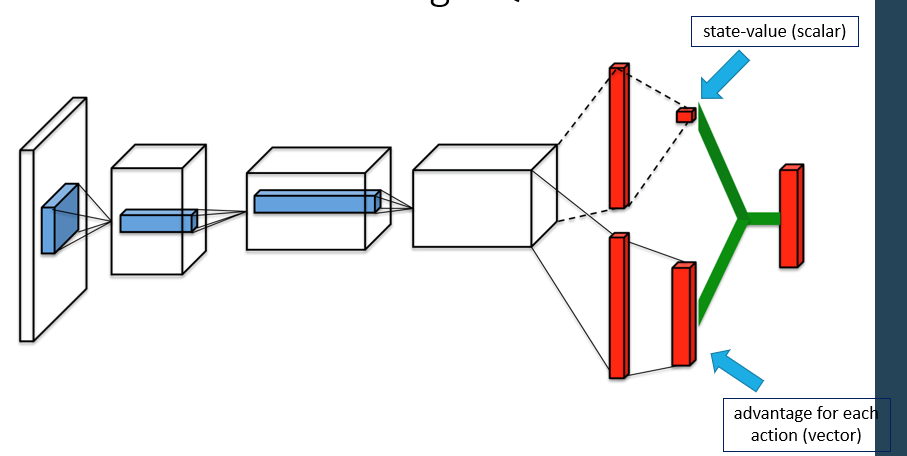 state-value (scalar)
advantage for each
action (vector)